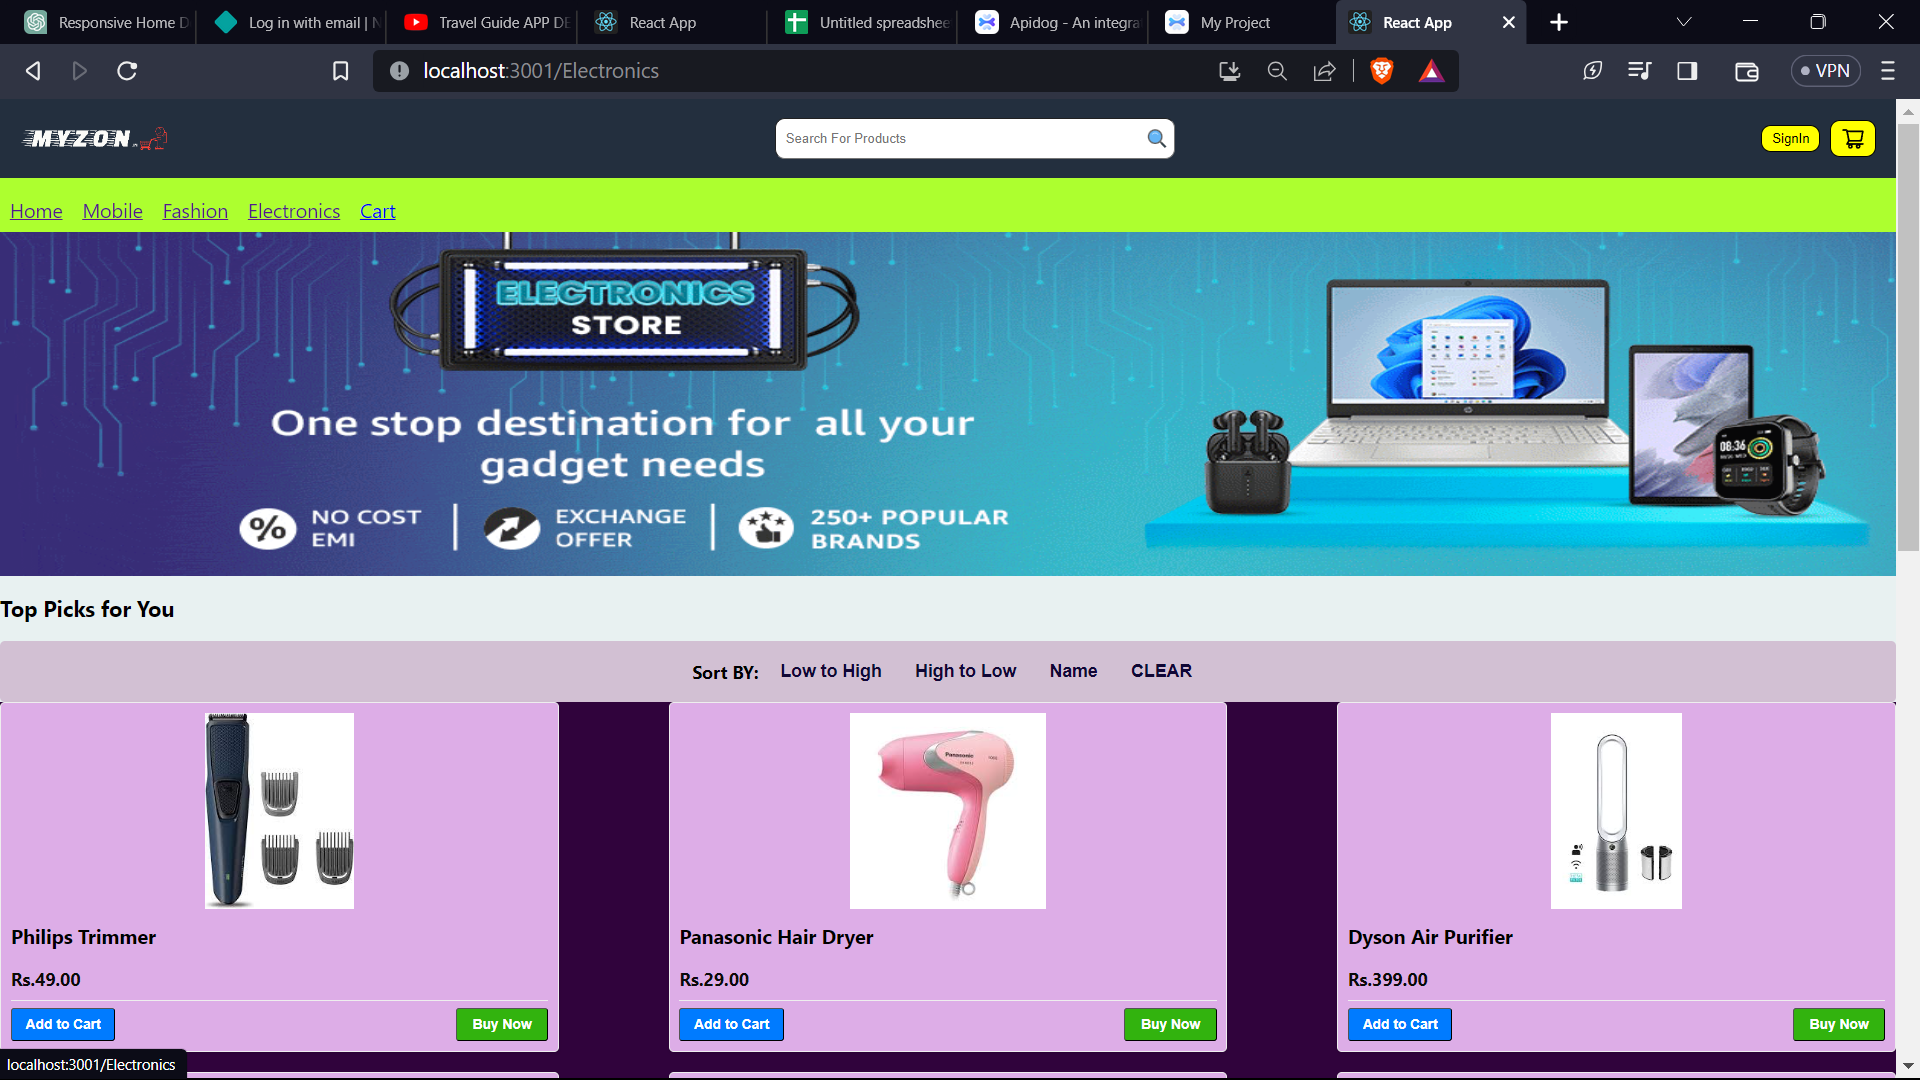 Responsive Home D
Log in with email | N
Travel Guide APP DE
React App
Untitled spreadshee
Apidog - An integra
My Project
React App
localhost:3001/Electronics
VPN
MYZON
Search For Products
SignIn
Home Mobile Fashion Electronics Cart
ELECTRONICS
STORE
One stop destination for all your
gadget needs
NO COST
EMI
EXCHANGE
OFFER
250+ POPULAR
BRANDS
08:36
Top Picks for You
Sort BY: Low to High High to Low Name CLEAR
Panasonic
Philips Trimmer
Rs.49.00
Add to Cart
Buy Now
Panasonic Hair Dryer
Rs.29.00
Add to Cart
Buy Now
Dyson Air Purifier
Rs.399.00
Add to Cart
Buy Now
localhost:3001/Electronics